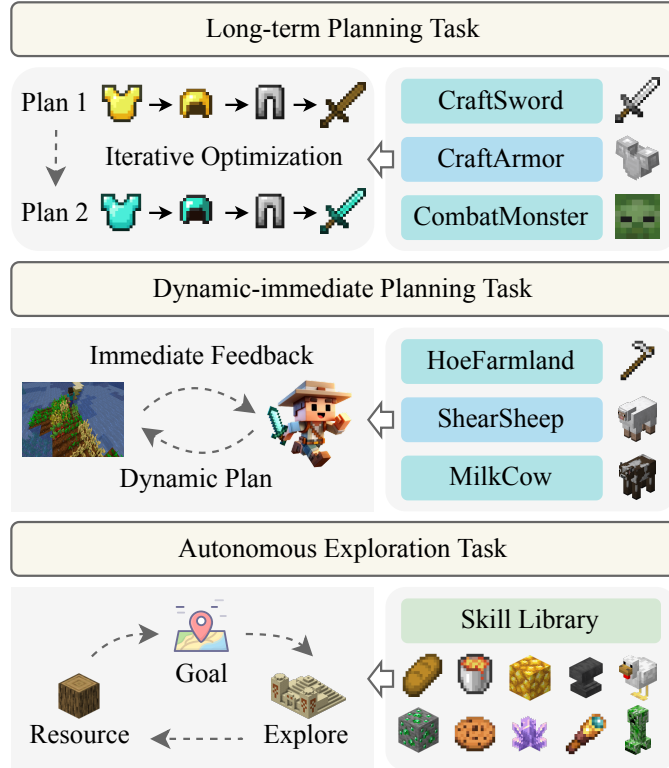 Long-term Planning Task
Plan 1
Iterative Optimization
Plan 2
CraftSword
CraftArmor
CombatMonster
Dynamic-immediate Planning Task
Immediate Feedback
Dynamic Plan
HoeFarmland
ShearSheep
MilkCow
Autonomous Exploration Task
Goal
Resource
Explore
Skill Library